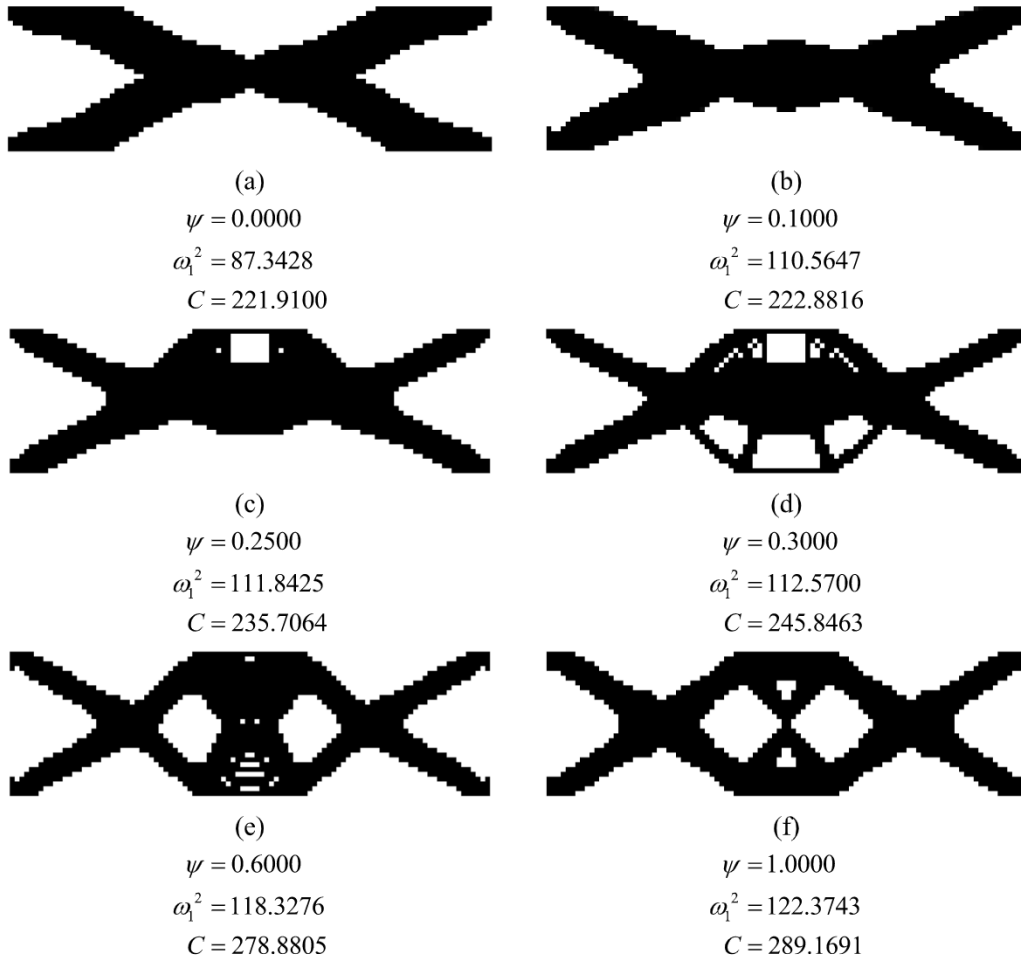 (a)
ψ = 0.0000
ω₁² = 87.3428
C = 221.9100
(b)
ψ = 0.1000
ω₁² = 110.5647
C = 222.8816
(c)
ψ = 0.2500
ω₁² = 111.8425
C = 235.7064
(d)
ψ = 0.3000
ω₁² = 112.5700
C = 245.8463
(e)
ψ = 0.6000
ω₁² = 118.3276
C = 278.8805
(f)
ψ = 1.0000
ω₁² = 122.3743
C = 289.1691